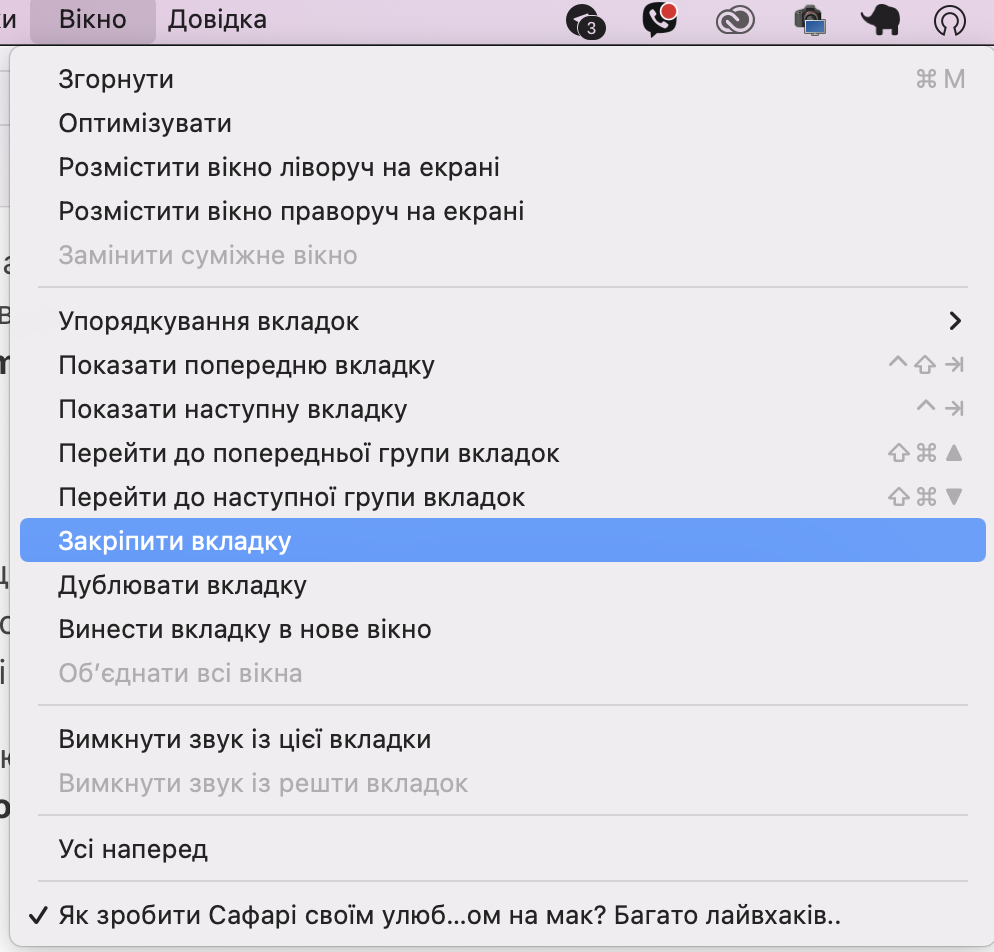 Вікно Довідка
3
Згорнути ⌘ M
Оптимізувати
Розмістити вікно ліворуч на екрані
Розмістити вікно праворуч на екрані
Замінити суміжне вікно
Упорядкування вкладок
Показати попередню вкладку ^⇧⇥
Показати наступну вкладку ^⇥
Перейти до попередньої групи вкладок ⇧⌘▲
Перейти до наступної групи вкладок ⇧⌘▼
Закріпити вкладку
Дублювати вкладку
Винести вкладку в нове вікно
Об’єднати всі вікна
Вимкнути звук із цієї вкладки
Вимкнути звук із решти вкладок
Усі наперед
✓ Як зробити Сафарі своїм улюб...ом на мак? Багато лайвхаків..